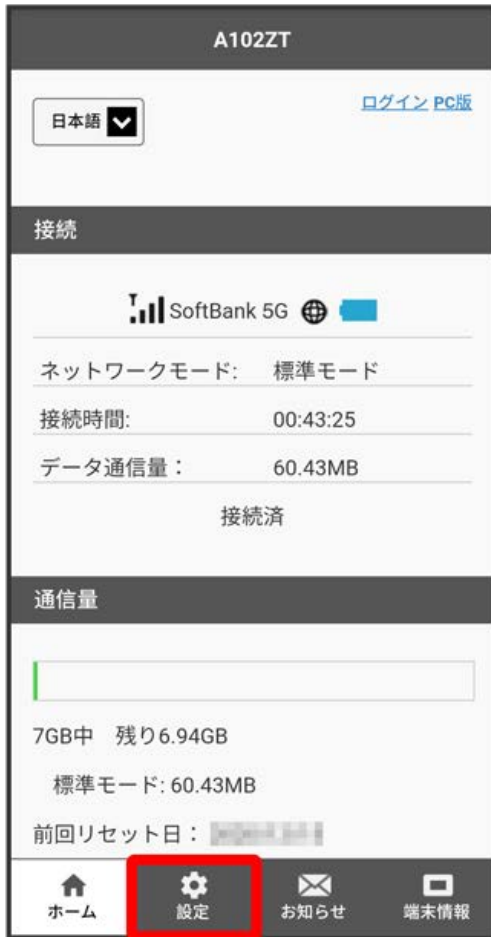 A102ZT
日本語
ログイン PC版
接続
SoftBank 5G
ネットワークモード: 標準モード
接続時間: 00:43:25
データ通信量： 60.43MB
接続済
通信量
7GB中　残り6.94GB
標準モード: 60.43MB
前回リセット日：
ホーム 設定 お知らせ 端末情報